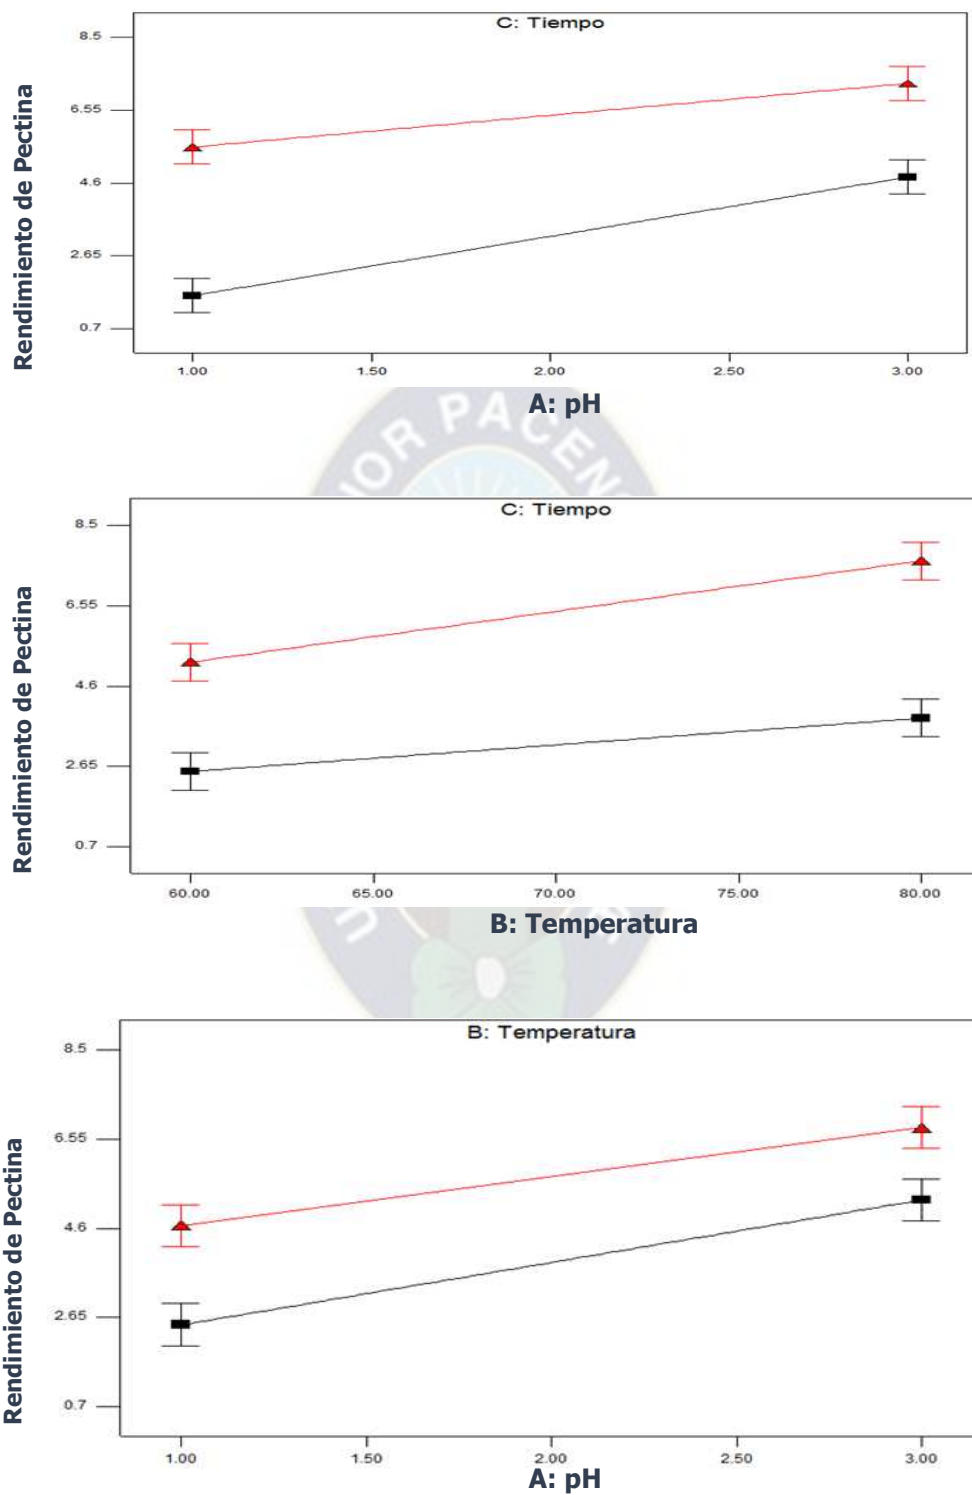 C: Tiempo
8.5
6.55
4.6
2.65
0.7
Rendimiento de Pectina
1.00 1.50 2.00 2.50 3.00
A: pH
OR PACEN
C: Tiempo
8.5
6.55
4.6
2.65
0.7
Rendimiento de Pectina
60.00 65.00 70.00 75.00 80.00
B: Temperatura
U
B: Temperatura
8.5
6.55
4.6
2.65
0.7
Rendimiento de Pectina
1.00 1.50 2.00 2.50 3.00
A: pH